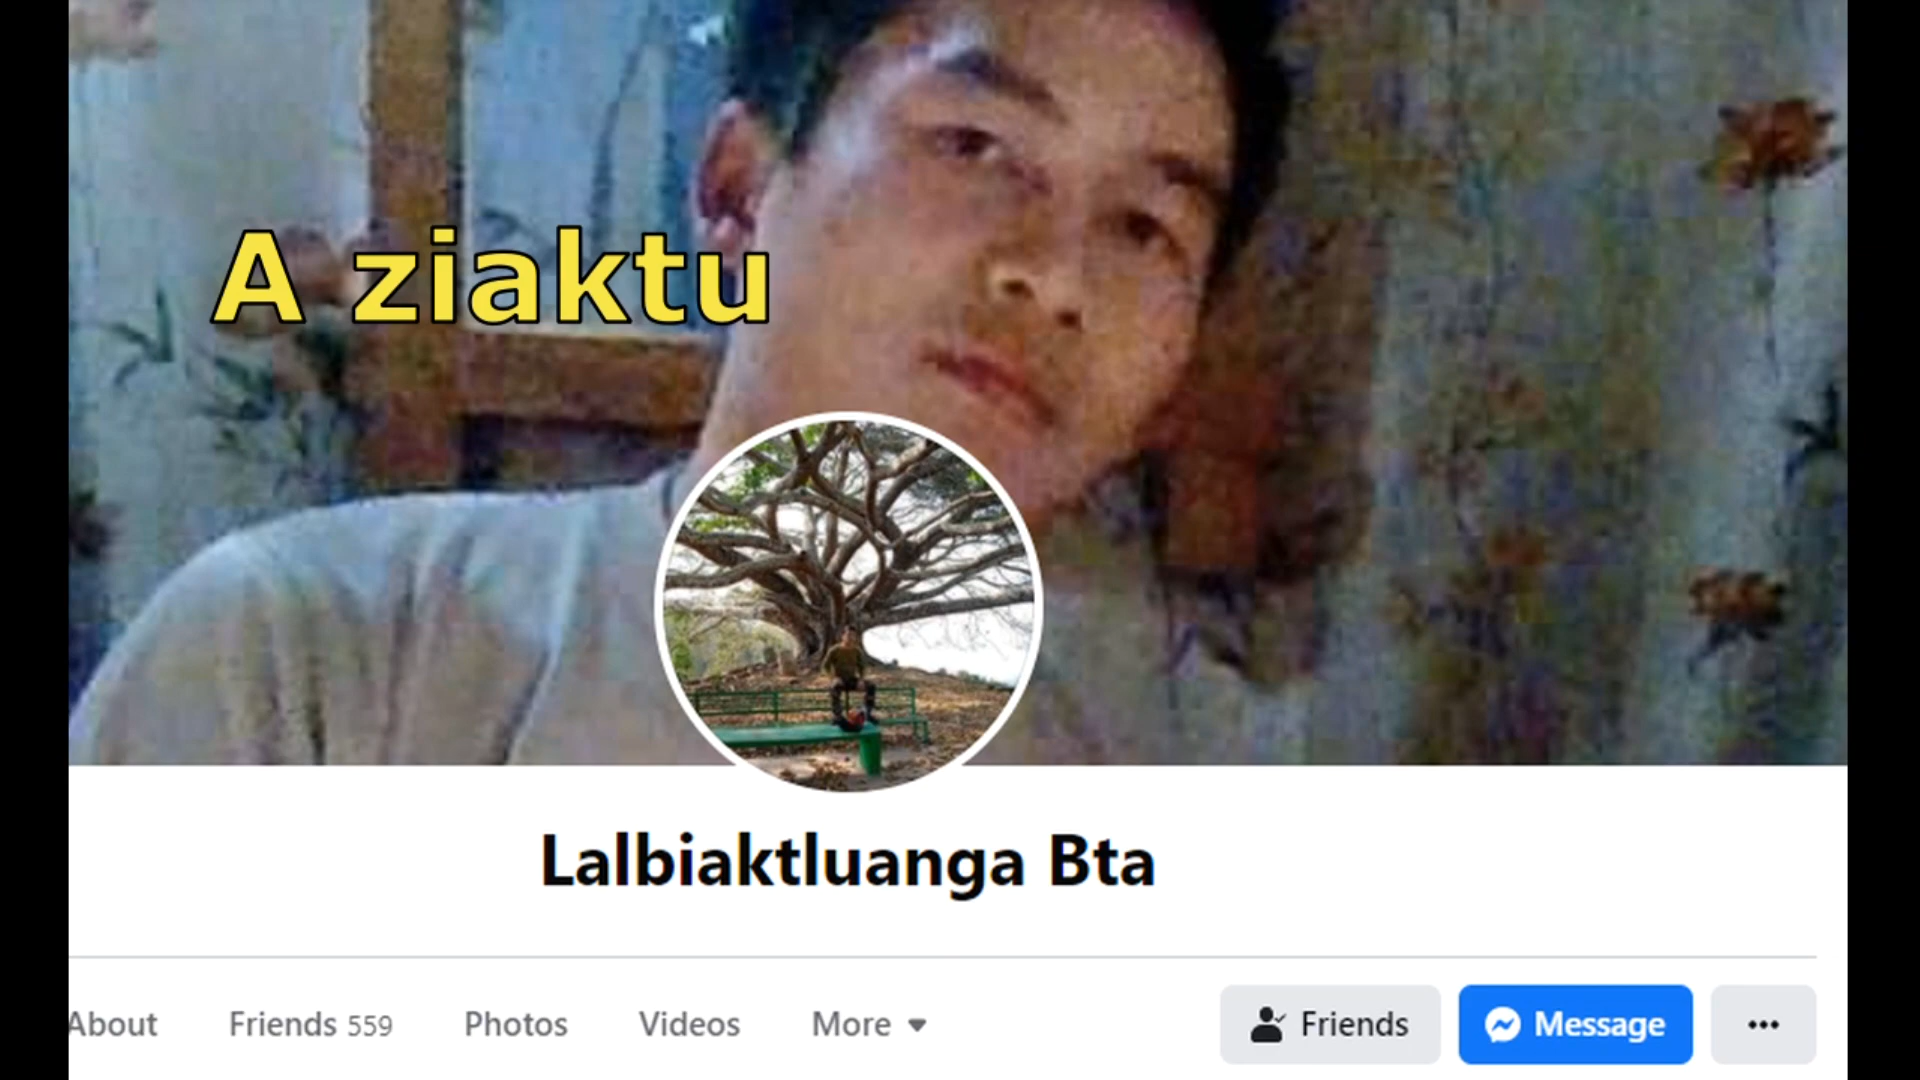 A ziaktu
Lalbiaktluanga Bta
About Friends 559 Photos Videos More Friends Message